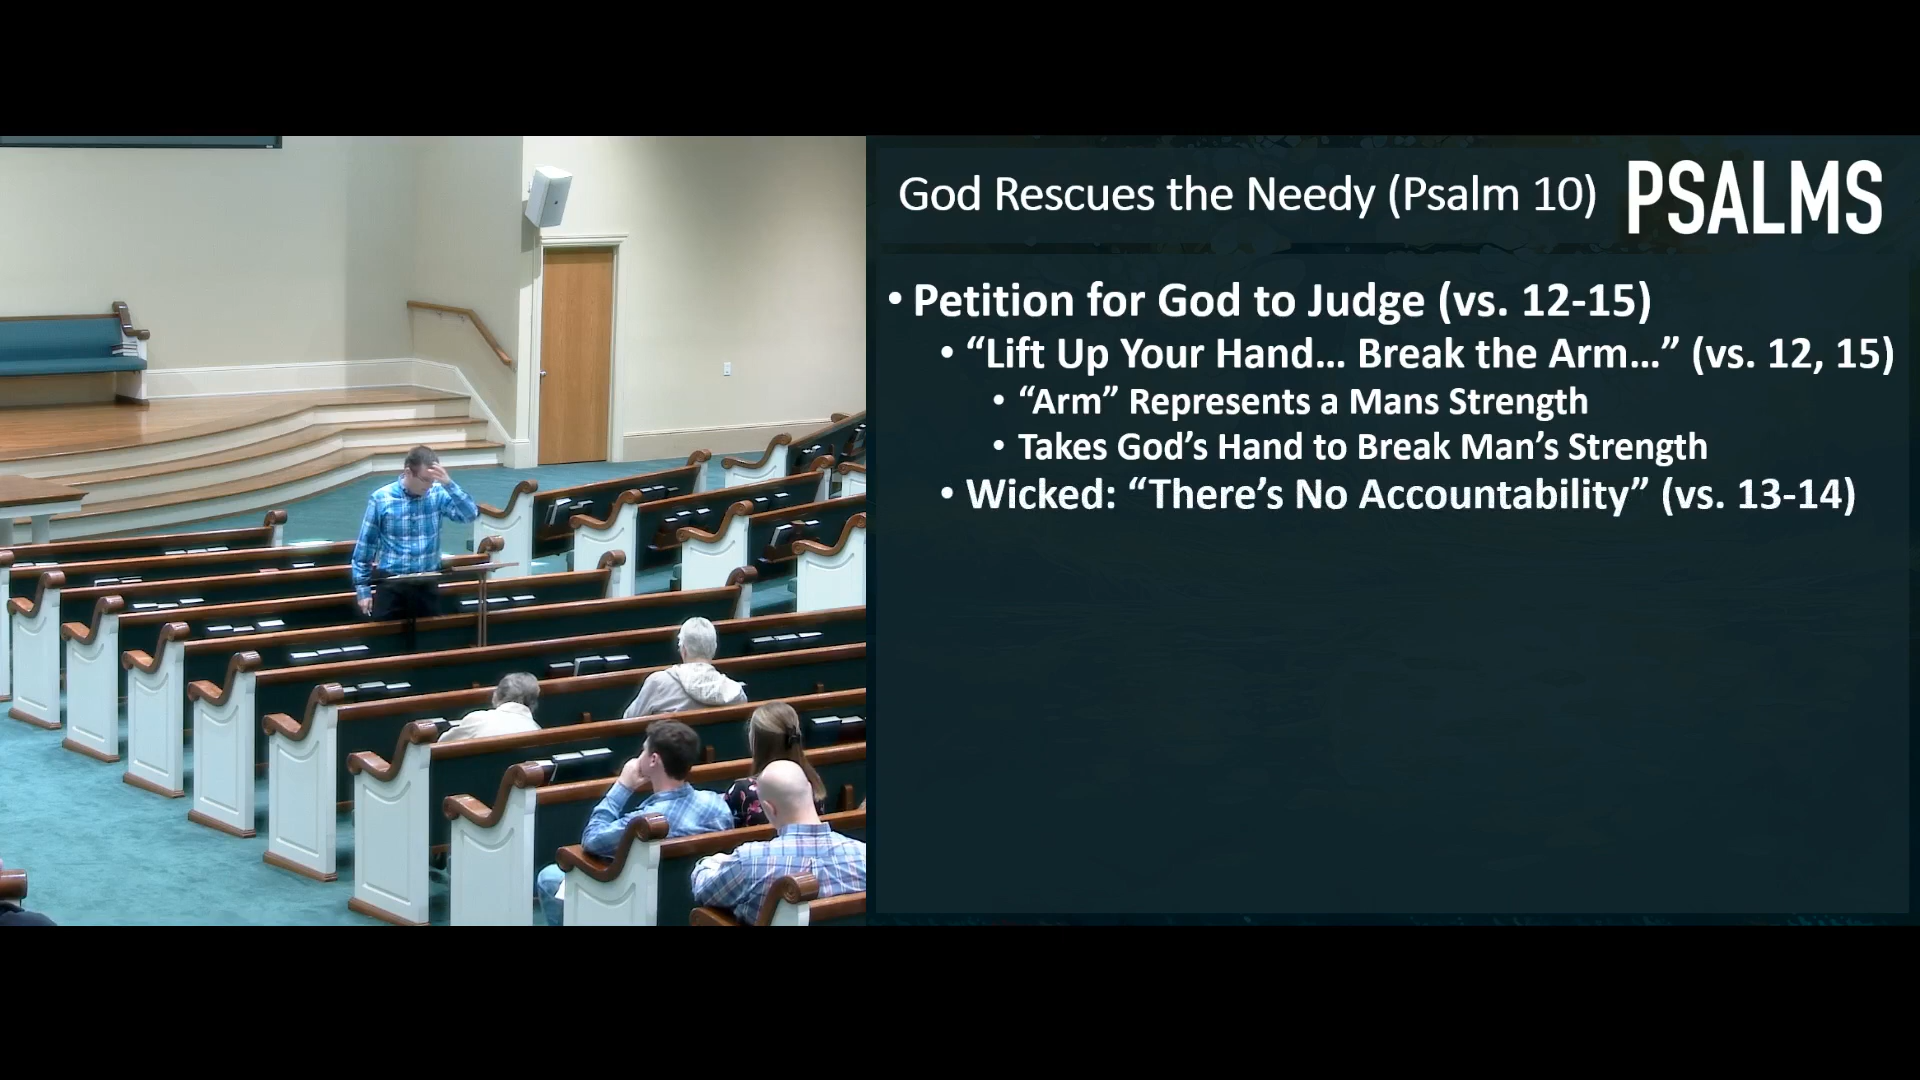 God Rescues the Needy (Psalm 10)
PSALMS
• Petition for God to Judge (vs. 12-15)
• “Lift Up Your Hand... Break the Arm...” (vs. 12, 15)
• “Arm” Represents a Mans Strength
• Takes God’s Hand to Break Man’s Strength
• Wicked: “There’s No Accountability” (vs. 13-14)